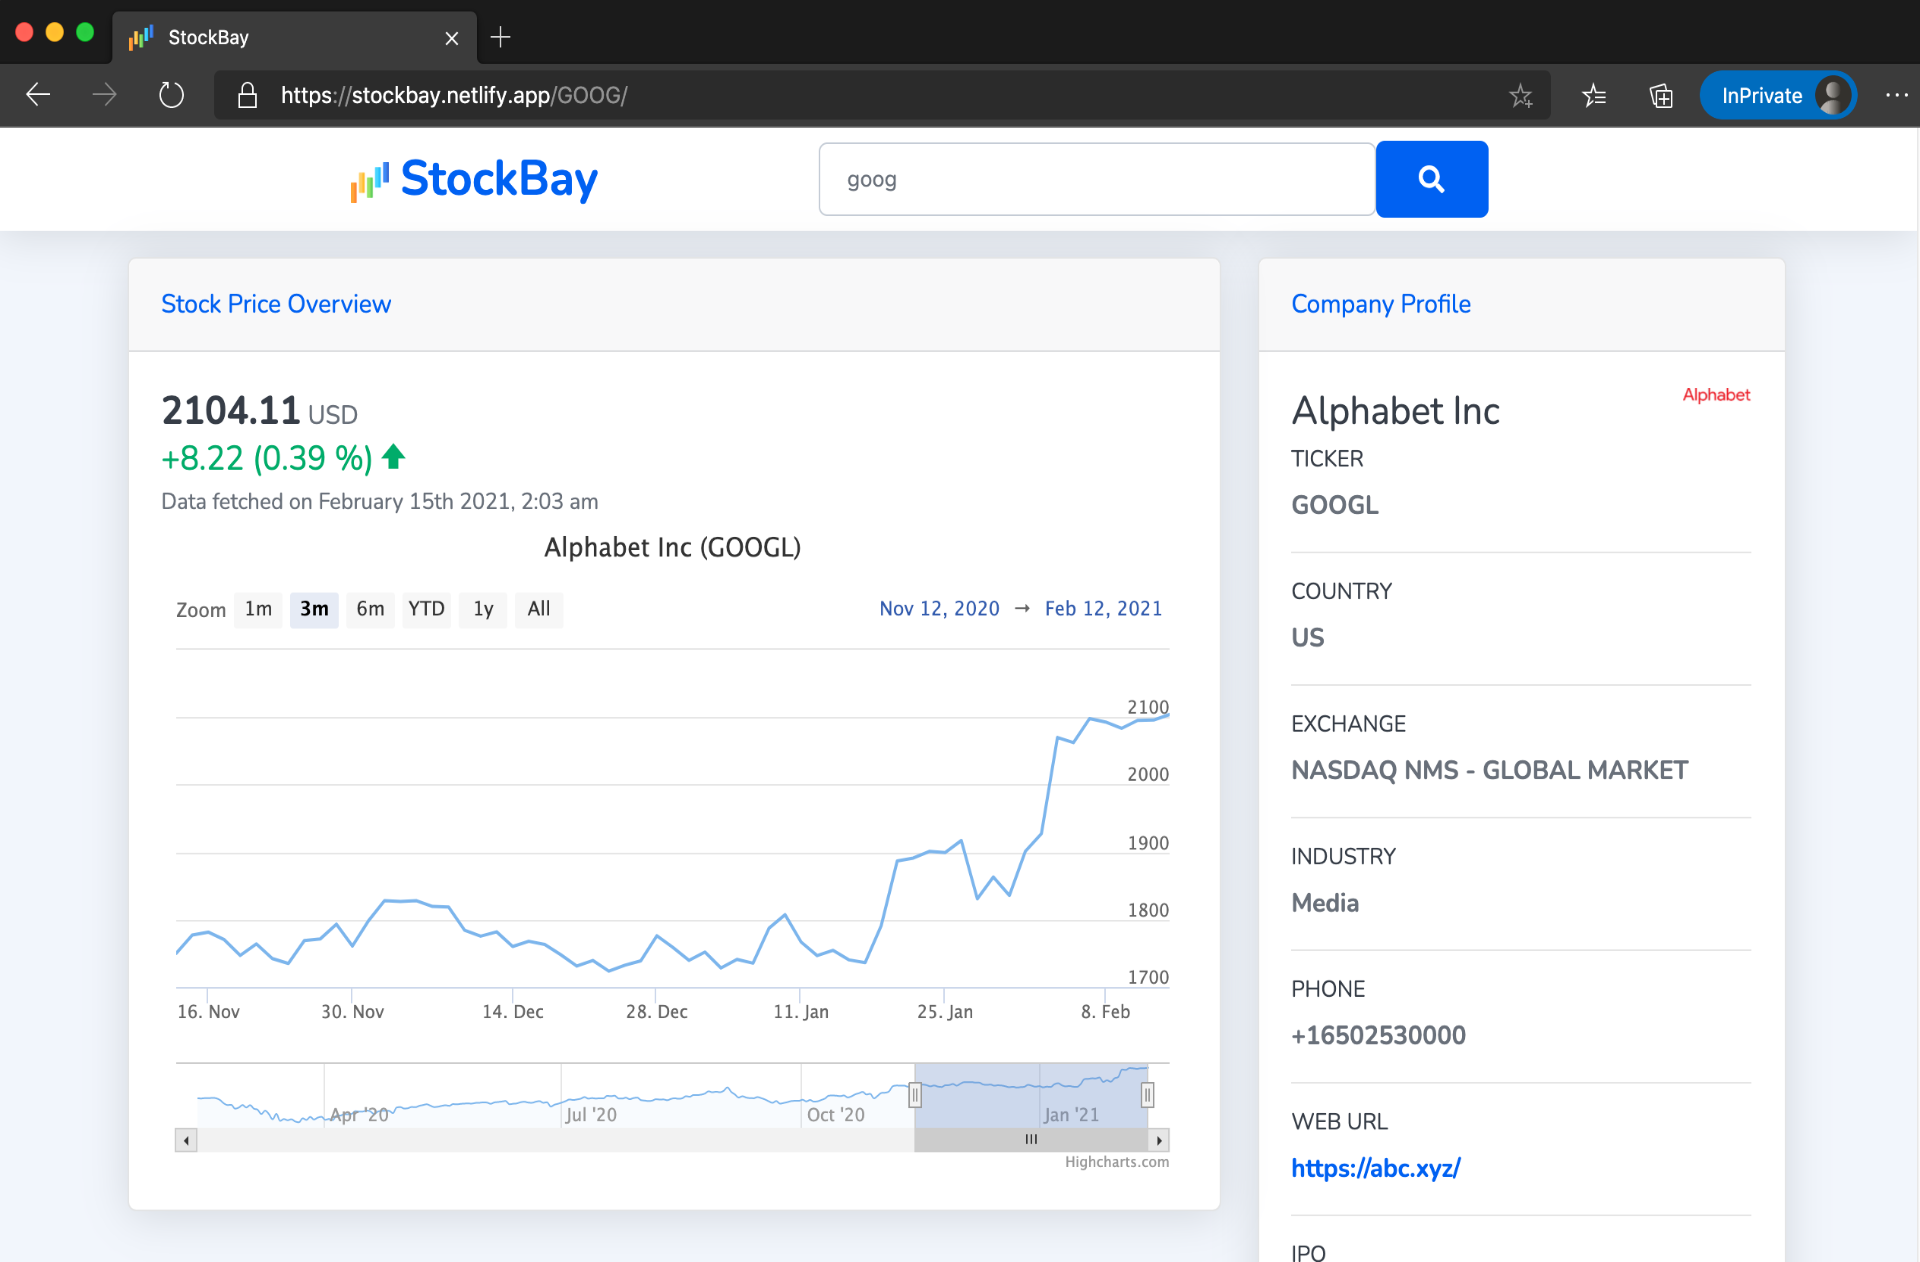 StockBay
https://stockbay.netlify.app/GOOG/
InPrivate
StockBay
goog
Stock Price Overview
2104.11 USD
+8.22 (0.39 %)
Data fetched on February 15th 2021, 2:03 am
Alphabet Inc (GOOGL)
Zoom 1m 3m 6m YTD 1y All
Nov 12, 2020 → Feb 12, 2021
2100
2000
1900
1800
1700
16. Nov 30. Nov 14. Dec 28. Dec 11. Jan 25. Jan 8. Feb
Apr '20 Jul '20 Oct '20 Jan '21
Highcharts.com
Company Profile
Alphabet Inc
Alphabet
TICKER
GOOGL
COUNTRY
US
EXCHANGE
NASDAQ NMS - GLOBAL MARKET
INDUSTRY
Media
PHONE
+16502530000
WEB URL
https://abc.xyz/
IPO